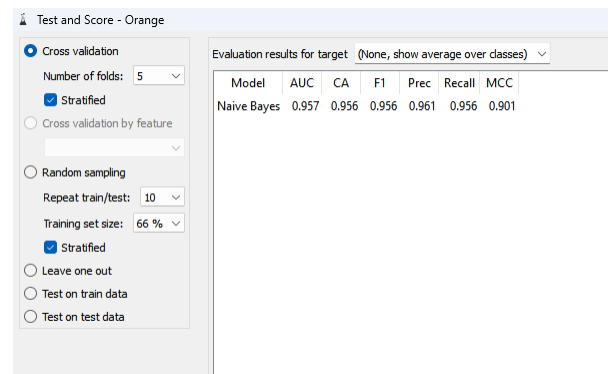 Test and Score - Orange
Cross validation
Number of folds: 5
Stratified
Cross validation by feature
Random sampling
Repeat train/test: 10
Training set size: 66 %
Stratified
Leave one out
Test on train data
Test on test data
Evaluation results for target (None, show average over classes)
Model AUC CA F1 Prec Recall MCC
Naive Bayes 0.957 0.956 0.956 0.961 0.956 0.901